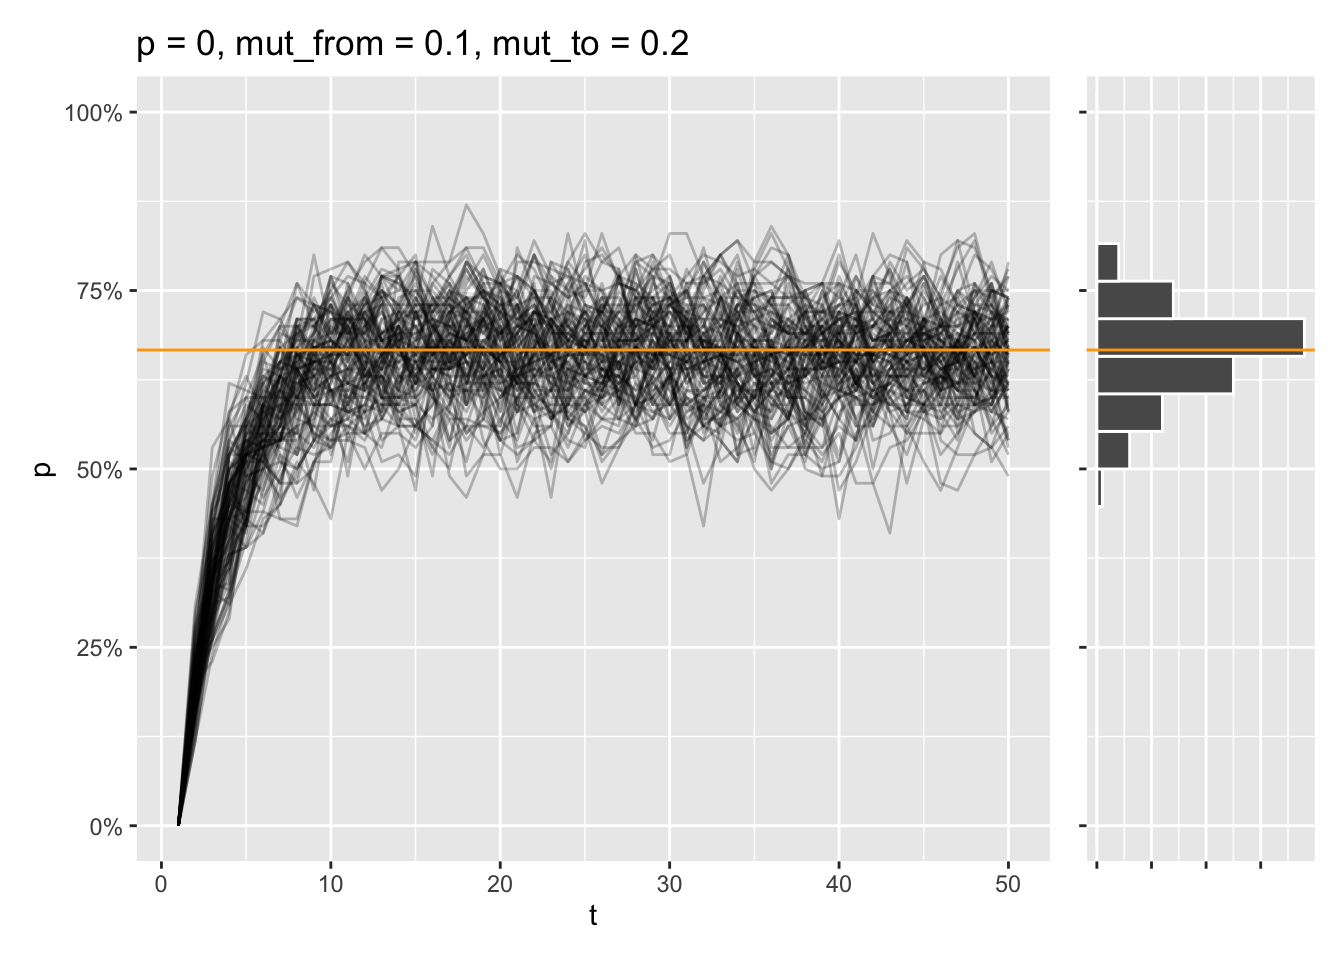 p = 0, mut_from = 0.1, mut_to = 0.2
100%
75%
50%
25%
0%
p
0 10 20 30 40 50
t